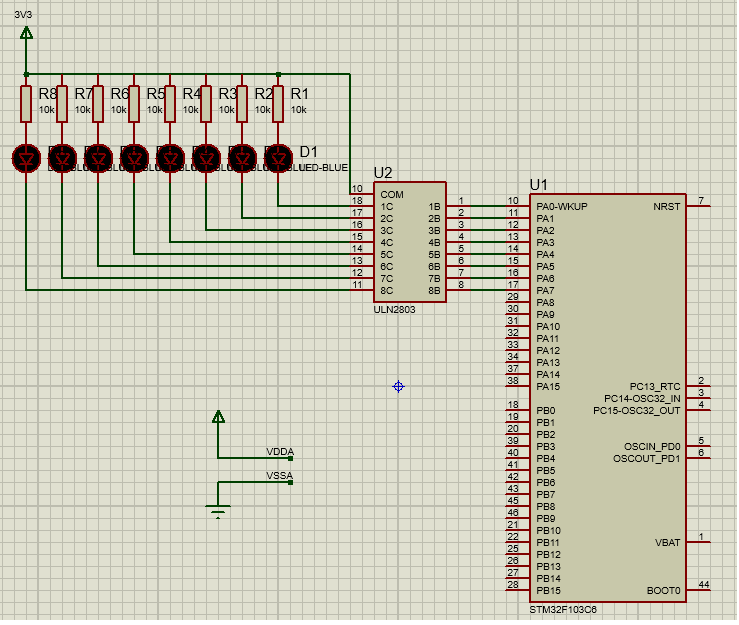 3V3
R8 R7 R6 R5 R4 R3 R2 R1
10k 10k 10k 10k 10k 10k 10k 10k
D1
LED-BLUE
U2
10 COM
18 1C 1B 1
17 2C 2B 2
16 3C 3B 3
15 4C 4B 4
14 5C 5B 5
13 6C 6B 6
12 7C 7B 7
11 8C 8B 8
ULN2803
U1
10 PA0-WKUP NRST 7
11 PA1
12 PA2
13 PA3
14 PA4
15 PA5
16 PA6
17 PA7
29 PA8
30 PA9
31 PA10
32 PA11
33 PA12
34 PA13
37 PA14
38 PA15 PC13_RTC 2
PC14-OSC32_IN 3
18 PB0 PC15-OSC32_OUT 4
19 PB1
20 PB2
39 PB3 OSCIN_PD0 5
40 PB4 OSCOUT_PD1 6
41 PB5
42 PB6
43 PB7
45 PB8
46 PB9
21 PB10
22 PB11 VBAT 1
25 PB12
26 PB13
27 PB14
28 PB15 BOOT0 44
STM32F103C6
VDDA
VSSA